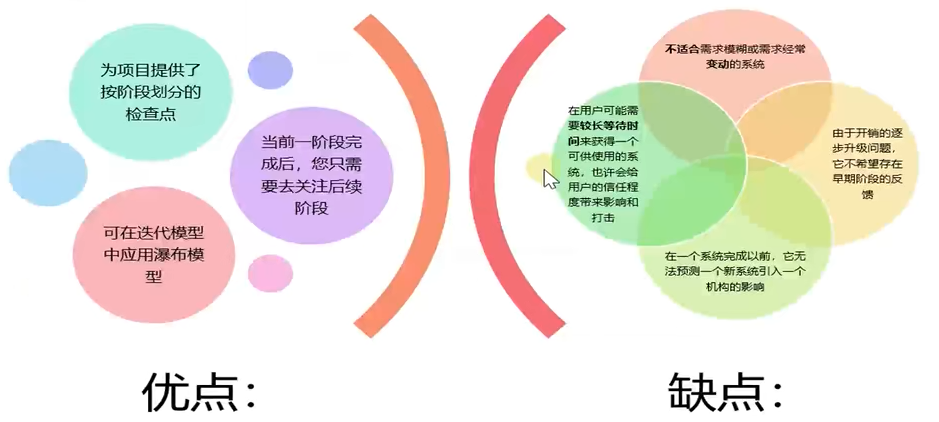 为项目提供了
按阶段划分的
检查点
当前一阶段完
成后，您只需
要去关注后续
阶段
可在迭代模型
中应用瀑布模
型
优点：
不适合需求模糊或需求经常
变动的系统
在用户可能需
要较长等待时
间来获得一个
可供使用的系
统，也许会给
用户的信任程
度带来影响和
打击
由于开销的逐
步升级问题，
它不希望存在
早期阶段的反
馈
在一个系统完成以前，它无
法预测一个新系统引入一个
机构的影响
缺点：